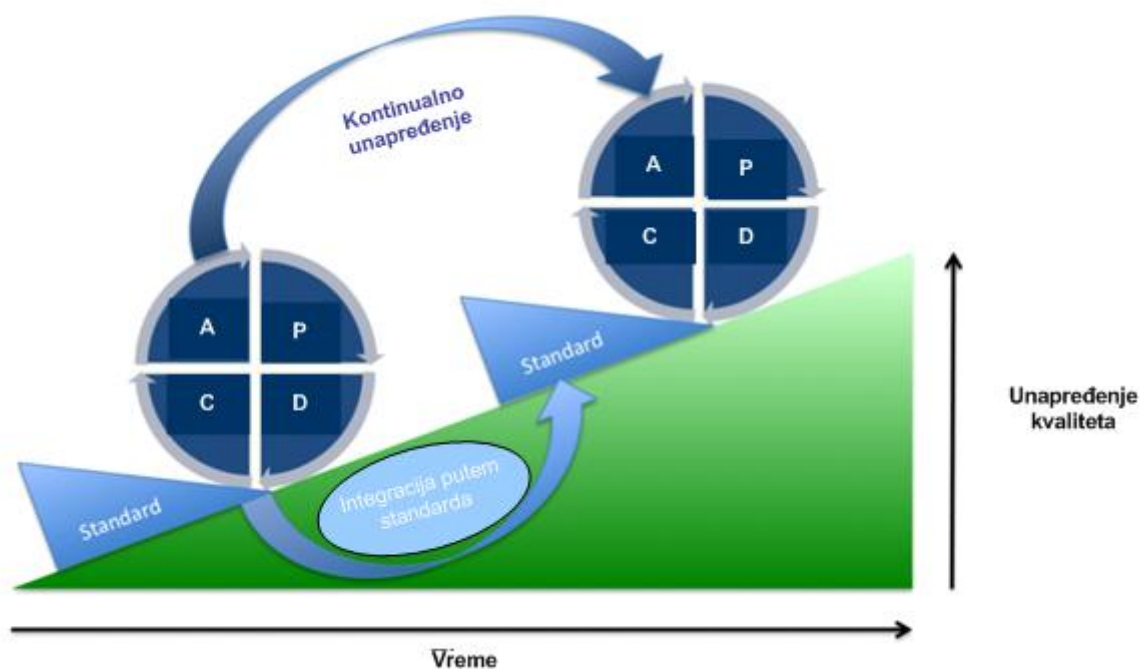 Kontinualno
unapređenje
A
P
C
D
A
P
C
D
Standard
Standard
Integracija putem
standarda
Unapređenje
kvaliteta
Vreme